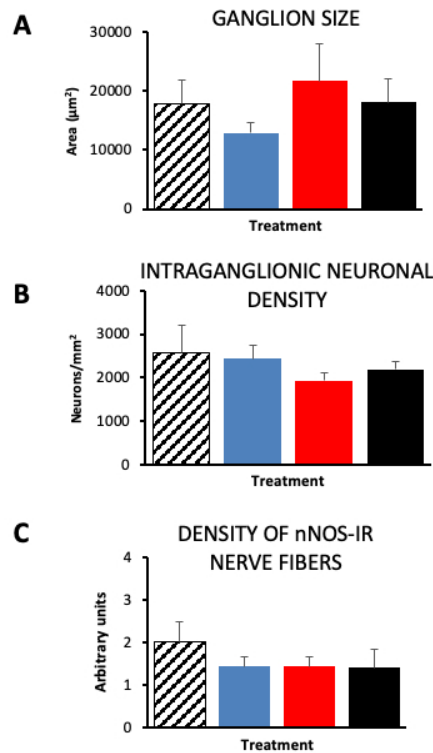 A
GANGLION SIZE
30000
20000
10000
0
Area (µm²)
Treatment
B
INTRAGANGLIONIC NEURONAL
DENSITY
4000
3000
2000
1000
0
Neurons/mm²
Treatment
C
DENSITY OF nNOS-IR
NERVE FIBERS
4
3
2
1
0
Arbitrary units
Treatment